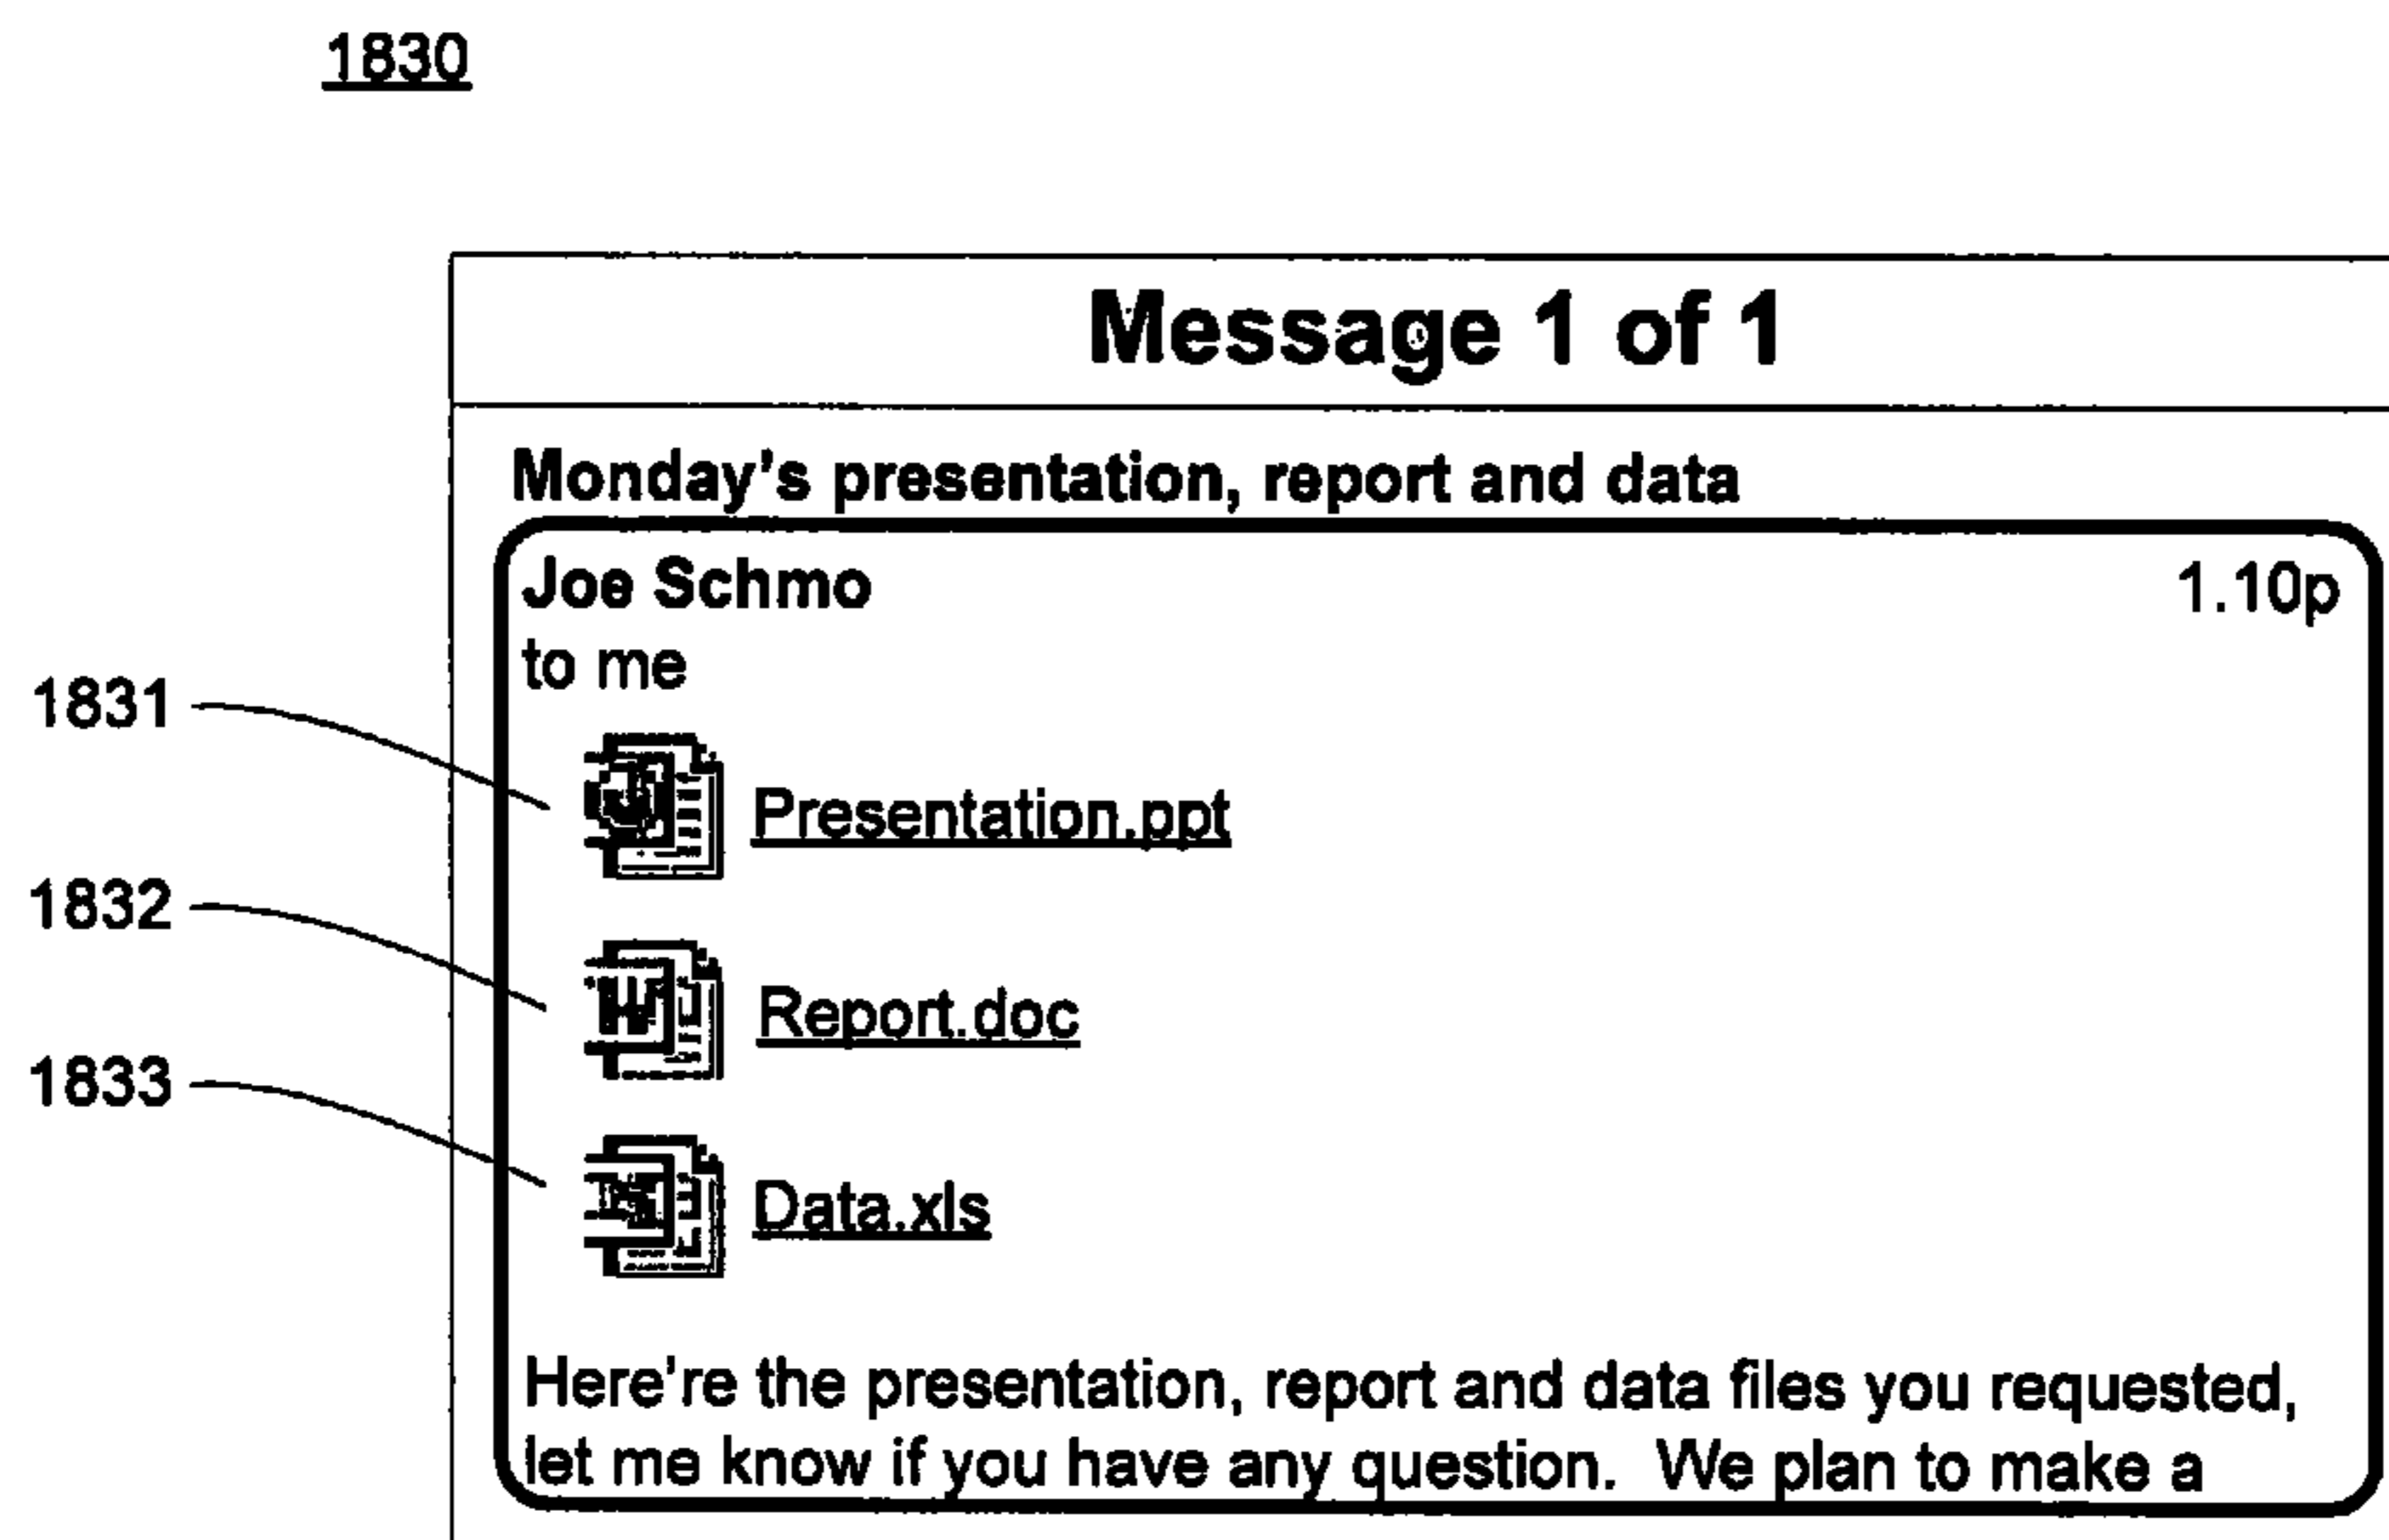 1830
Message 1 of 1
Monday's presentation, report and data
Joe Schmo 1.10p
to me
1831
Presentation.ppt
1832
Report.doc
1833
Data.xls
Here're the presentation, report and data files you requested,
let me know if you have any question. We plan to make a